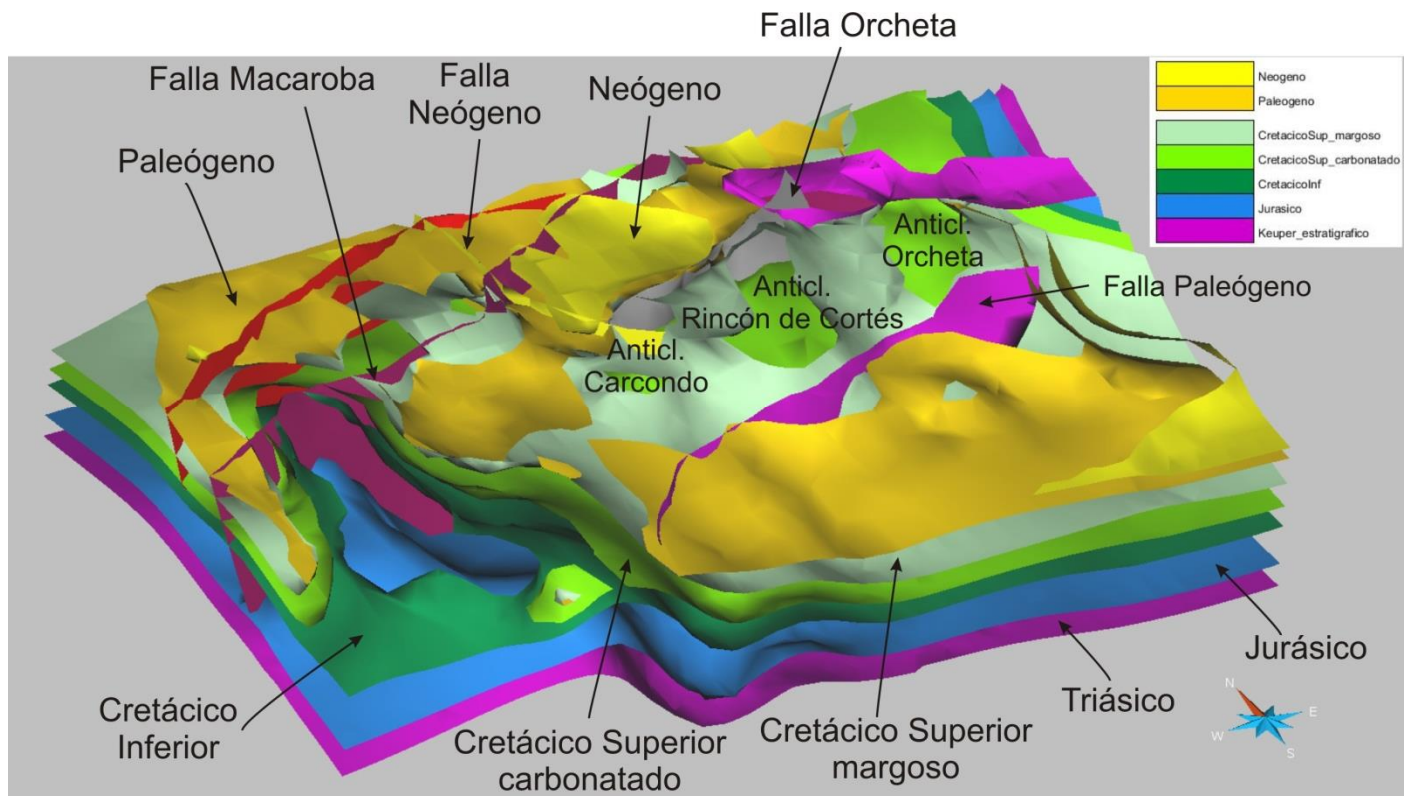 Falla Orcheta
Falla Macaroba
Falla
Neógeno
Neógeno
Paleógeno
Neogeno
Paleogeno
CretacicoSup_margoso
CretacicoSup_carbonatado
CretacicoInf
Jurasico
Keuper_estratigrafico
Anticl.
Orcheta
Anticl.
Rincón de Cortés
Falla Paleógeno
Anticl.
Carcondo
Jurásico
Triásico
Cretácico
Inferior
Cretácico Superior
carbonatado
Cretácico Superior
margoso
N
E
W
S